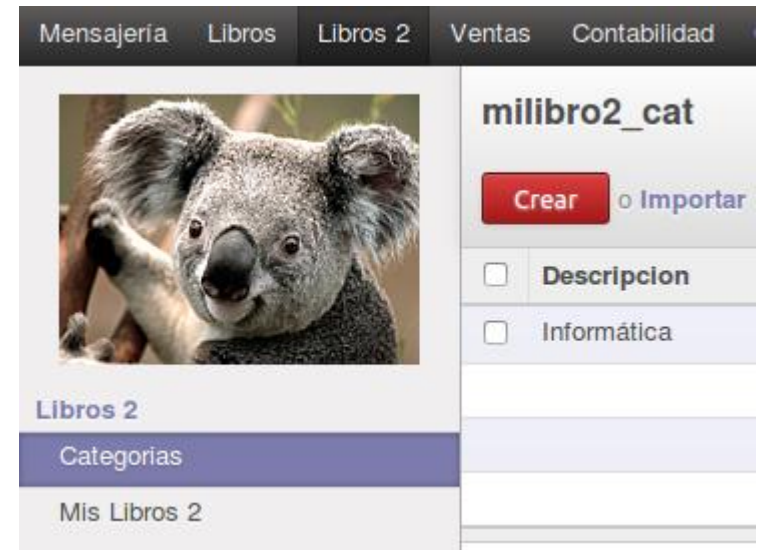 Mensajería Libros Libros 2 Ventas Contabilidad
milibro2_cat
Crear o Importar
Descripcion
Informática
Libros 2
Categorias
Mis Libros 2